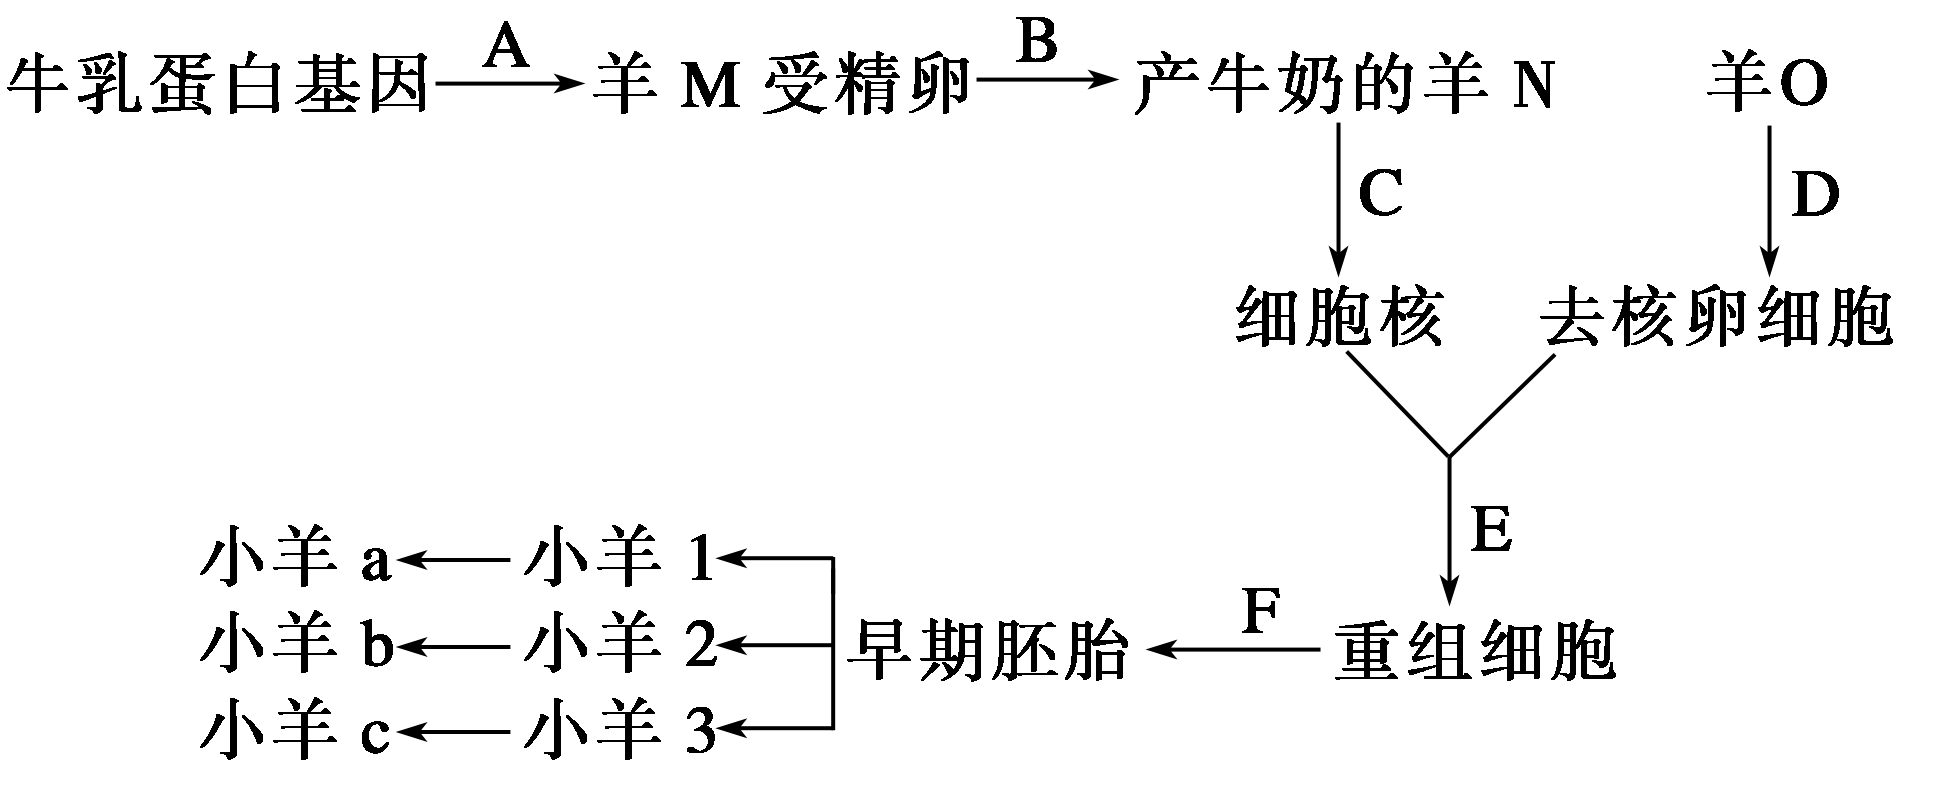 牛乳蛋白基因 A 羊 M 受精卵 B 产牛奶的羊 N 羊O
C D
细胞核 去核卵细胞
E
小羊 a 小羊 1
F
小羊 b 小羊 2 早期胚胎 重组细胞
小羊 c 小羊 3